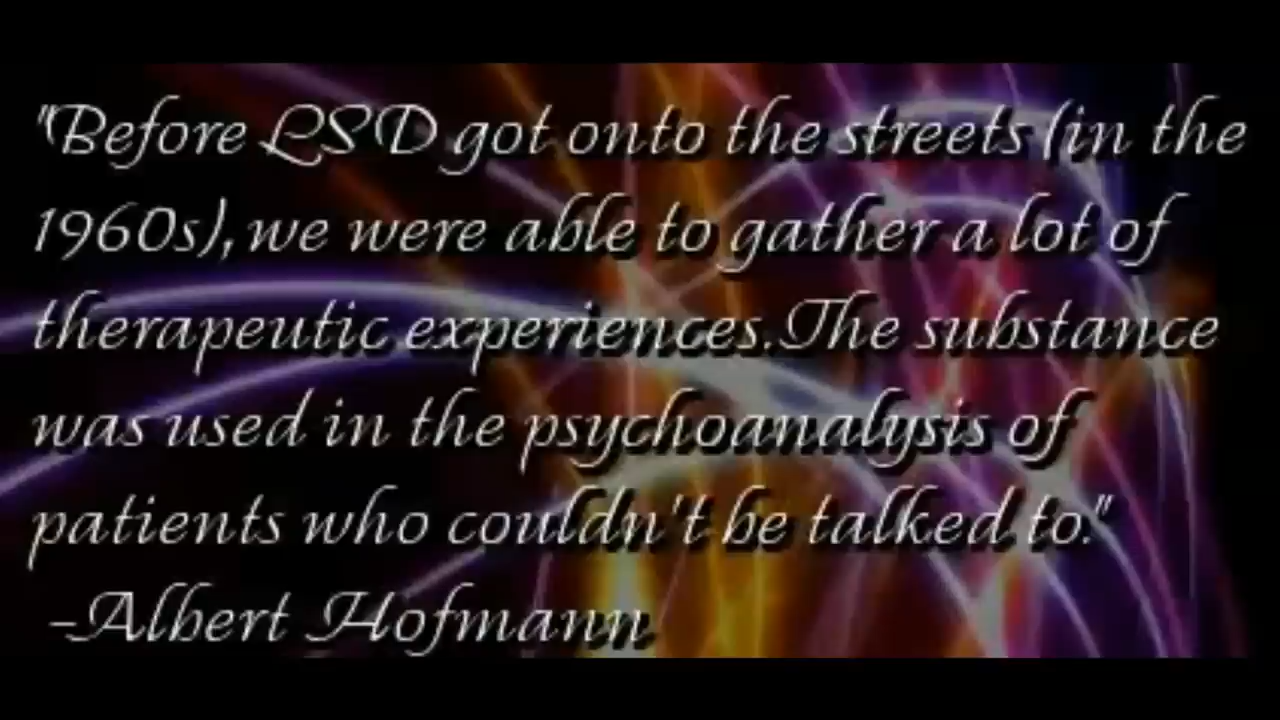 "Before LSD got onto the streets (in the
1960s), we were able to gather a lot of
therapeutic experiences.The substance
was used in the psychoanalysis of
patients who couldn't be talked to."
-Albert Hofmann